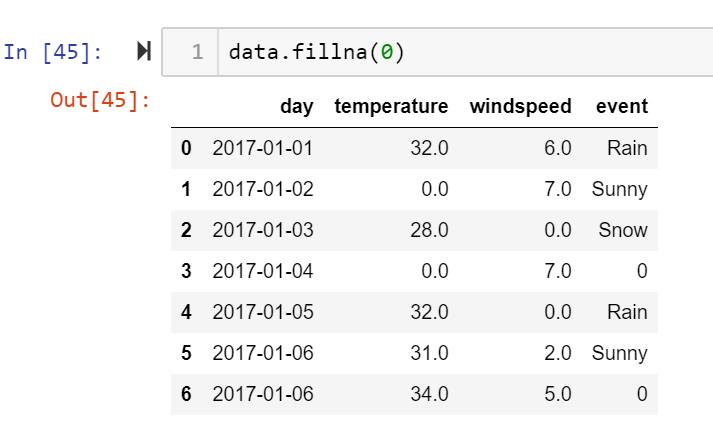 In [45]: 1 data.fillna(0)
Out[45]:
day temperature windspeed event
0 2017-01-01 32.0 6.0 Rain
1 2017-01-02 0.0 7.0 Sunny
2 2017-01-03 28.0 0.0 Snow
3 2017-01-04 0.0 7.0 0
4 2017-01-05 32.0 0.0 Rain
5 2017-01-06 31.0 2.0 Sunny
6 2017-01-06 34.0 5.0 0